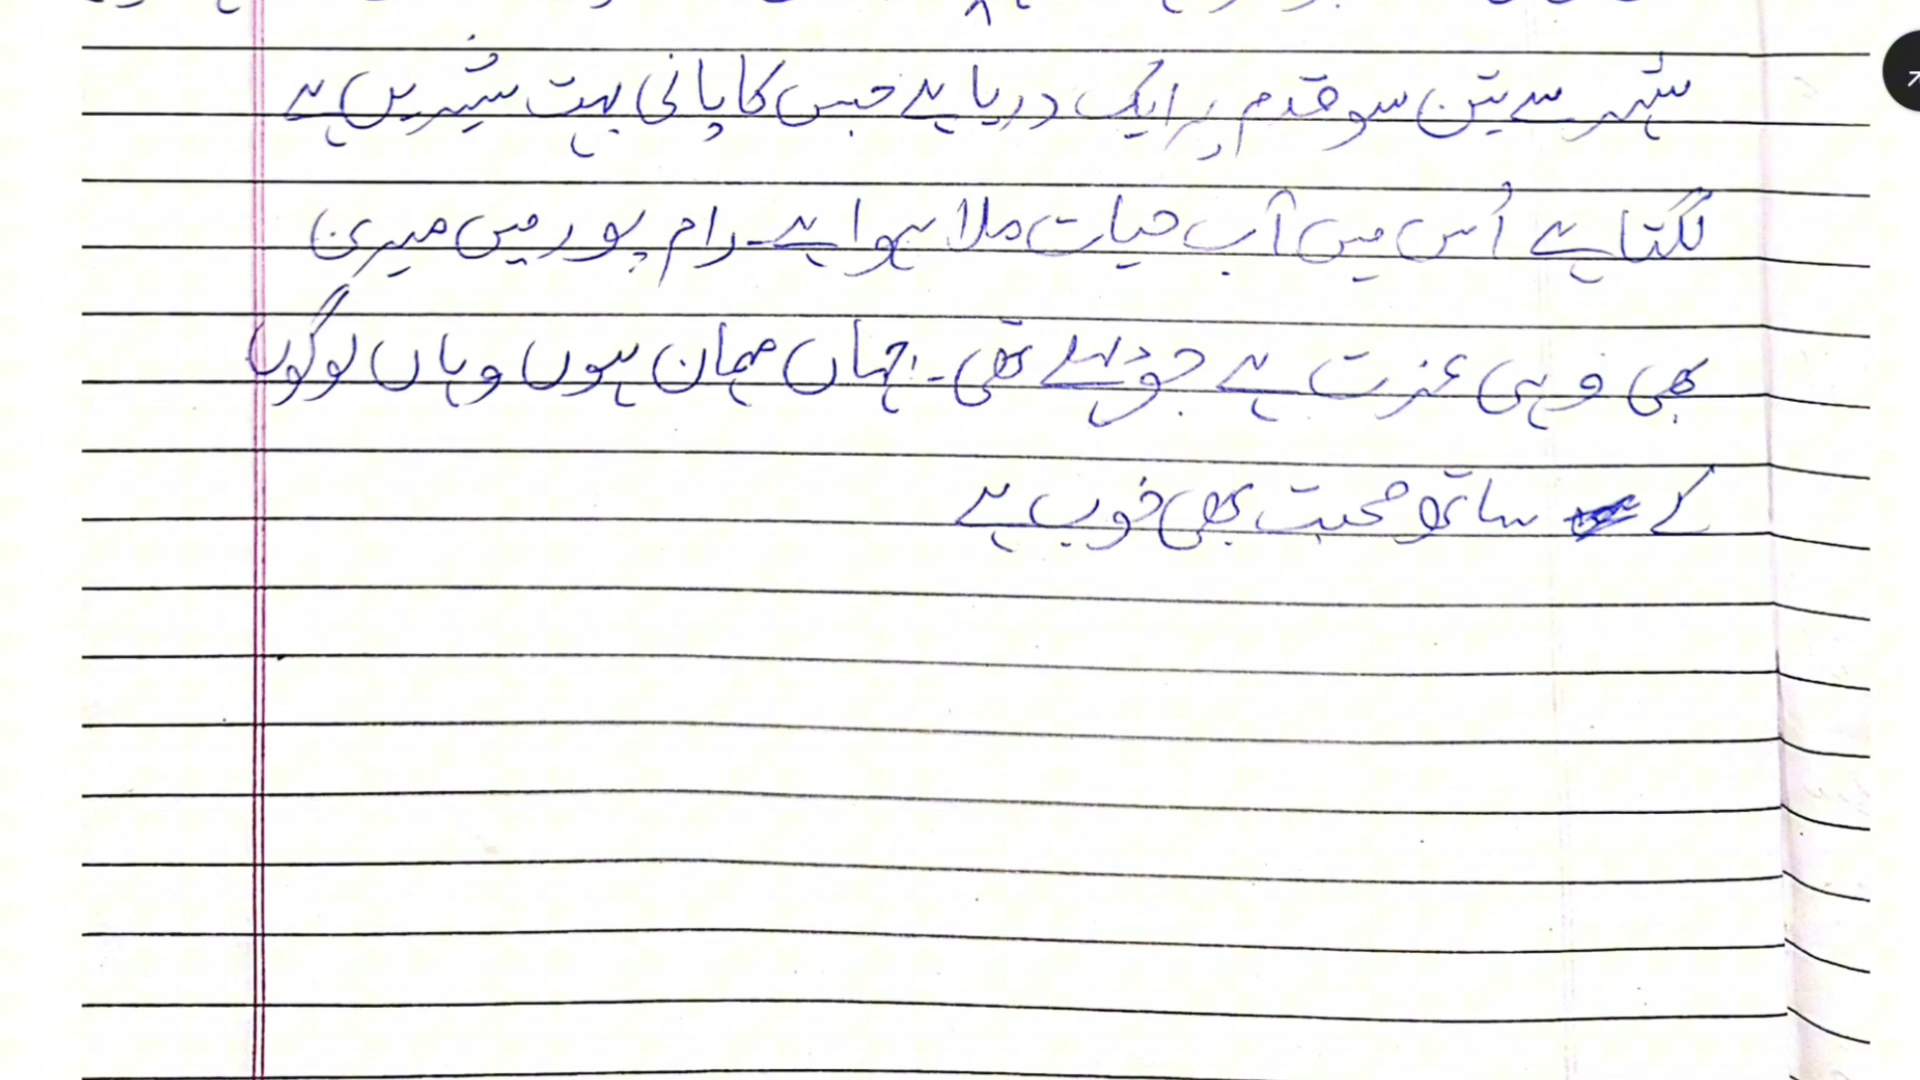 شہر سے تین سو قدم پر ایک دریا ہے جس کا پانی بہت شیریں ہے
لگتا ہے اُس میں آب حیات ملا ہوا ہے۔ رام پور میں میری
بھی وہی عزت ہے جو پہلے تھی۔ جہاں مہمان ہوں وہاں لوگوں
کے ساتھ محبت بھی خوب ہے